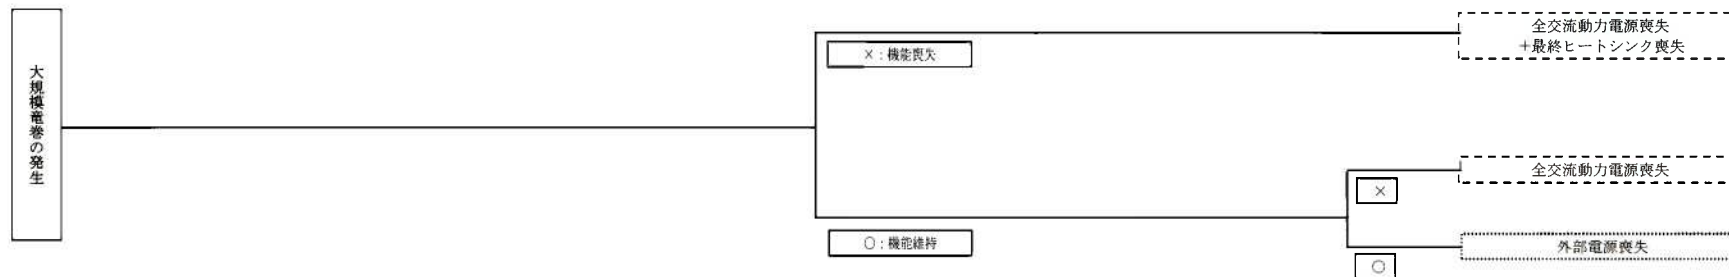 大規模竜巻の発生
×：機能喪失
全交流動力電源喪失
＋最終ヒートシンク喪失
全交流動力電源喪失
×
○：機能維持
外部電源喪失
○